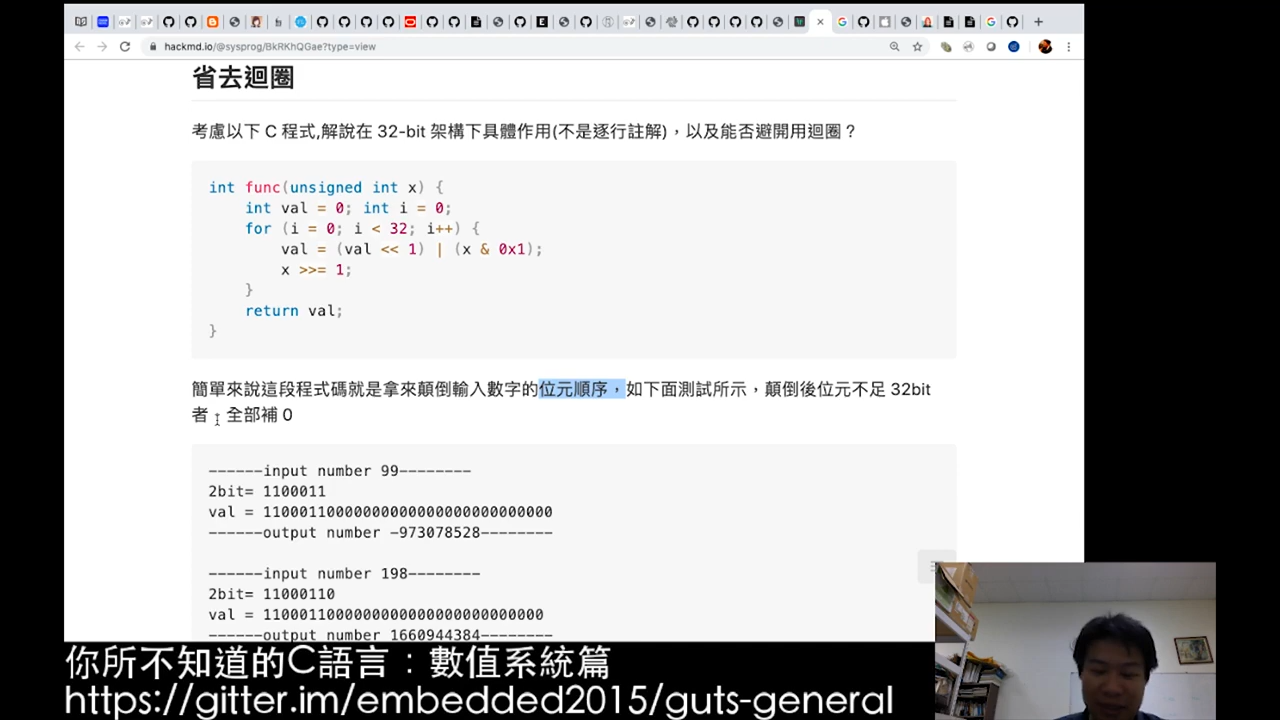 hackmd.io/@sysprog/BkRKhQGae?type=view
省去迴圈
考慮以下 C 程式,解說在 32-bit 架構下具體作用(不是逐行註解)，以及能否避開用迴圈？
int func(unsigned int x) {
    int val = 0; int i = 0;
    for (i = 0; i < 32; i++) {
        val = (val << 1) | (x & 0x1);
        x >>= 1;
    }
    return val;
}
簡單來說這段程式碼就是拿來顛倒輸入數字的位元順序，如下面測試所示，顛倒後位元不足 32bit
者，全部補 0
------input number 99--------
2bit= 1100011
val = 11000110000000000000000000000000
------output number -973078528--------
------input number 198--------
2bit= 11000110
val = 1100011000000000000000000000000
------output number 1660944384--------
你所不知道的C語言：數值系統篇
https://gitter.im/embedded2015/guts-general